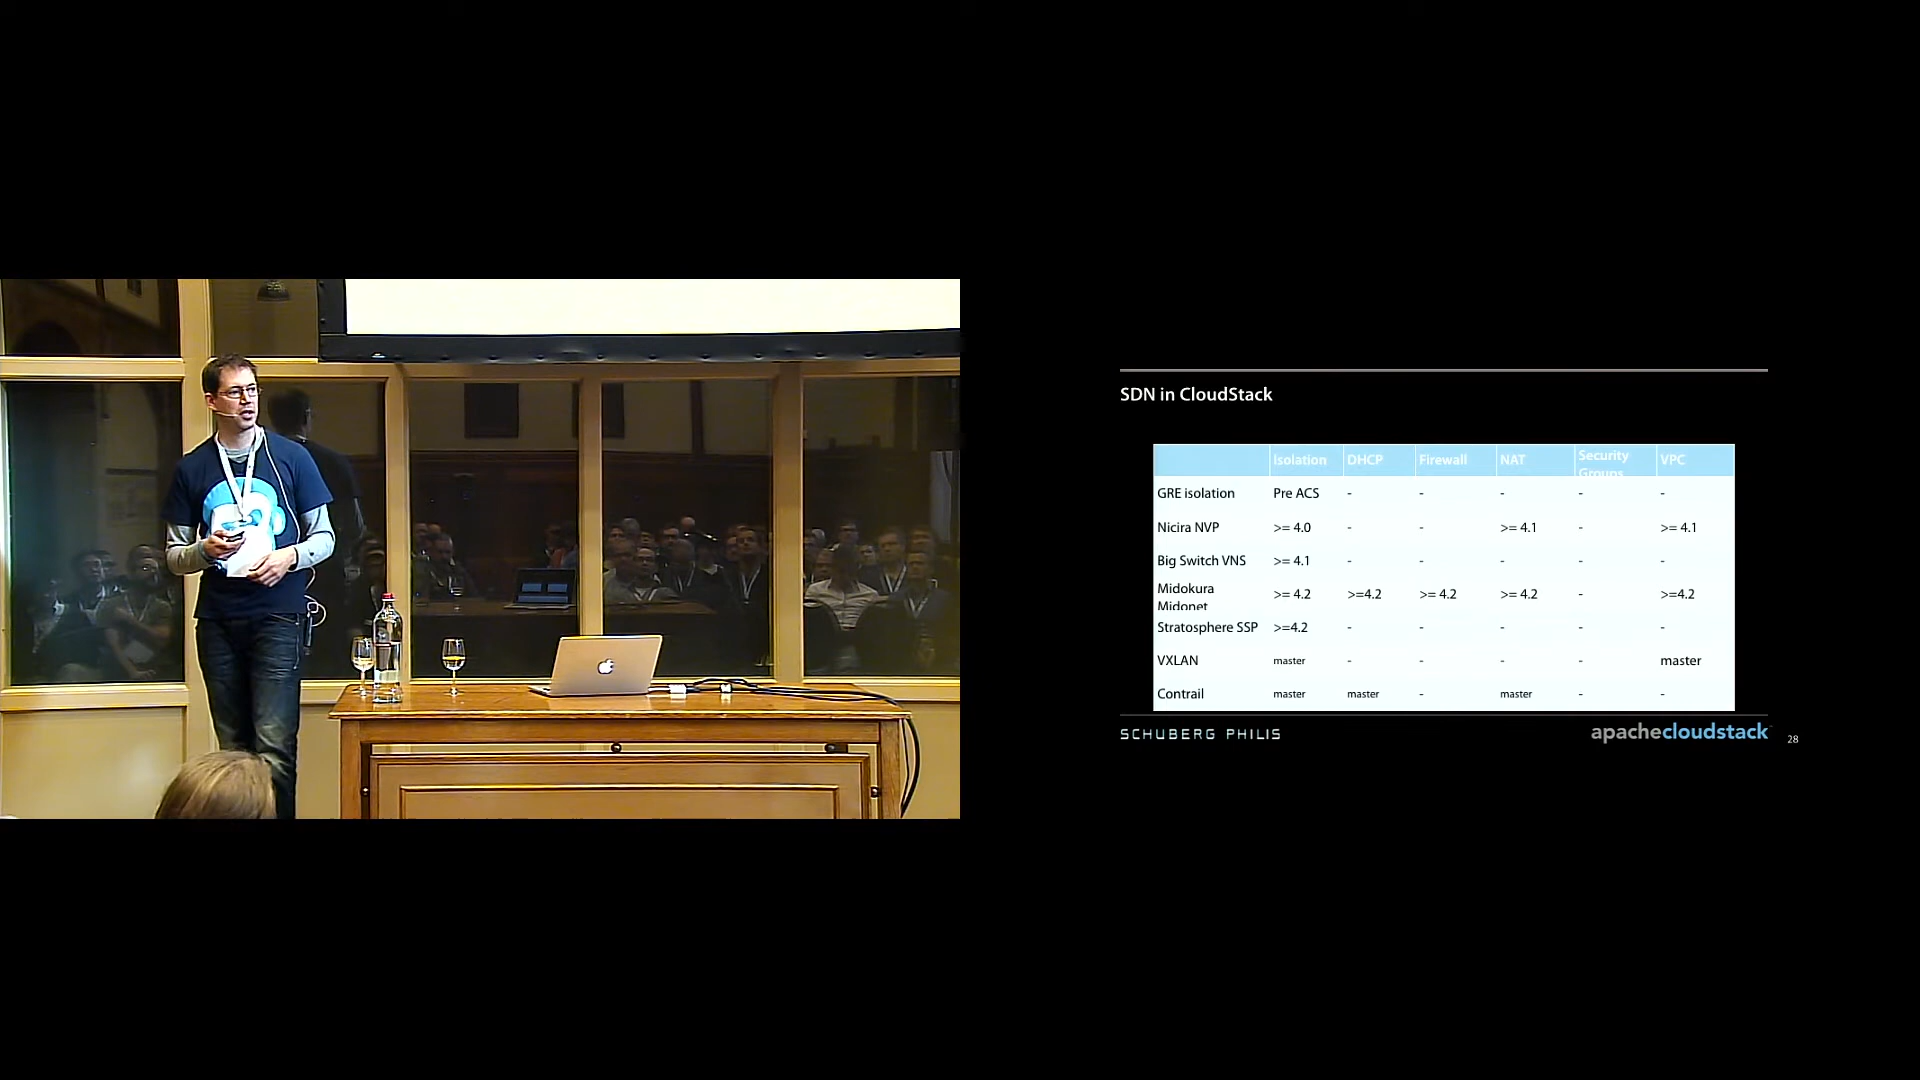 SDN in CloudStack
Isolation DHCP Firewall NAT Security Groups VPC
GRE isolation Pre ACS - - - - -
Nicira NVP >= 4.0 - - >= 4.1 - >= 4.1
Big Switch VNS >= 4.1 - - - - -
Midokura Midonet >= 4.2 >=4.2 >= 4.2 >= 4.2 - >=4.2
Stratosphere SSP >=4.2 - - - - -
VXLAN master - - - - master
Contrail master master - master - -
SCHUBERG PHILIS
apachecloudstack
28